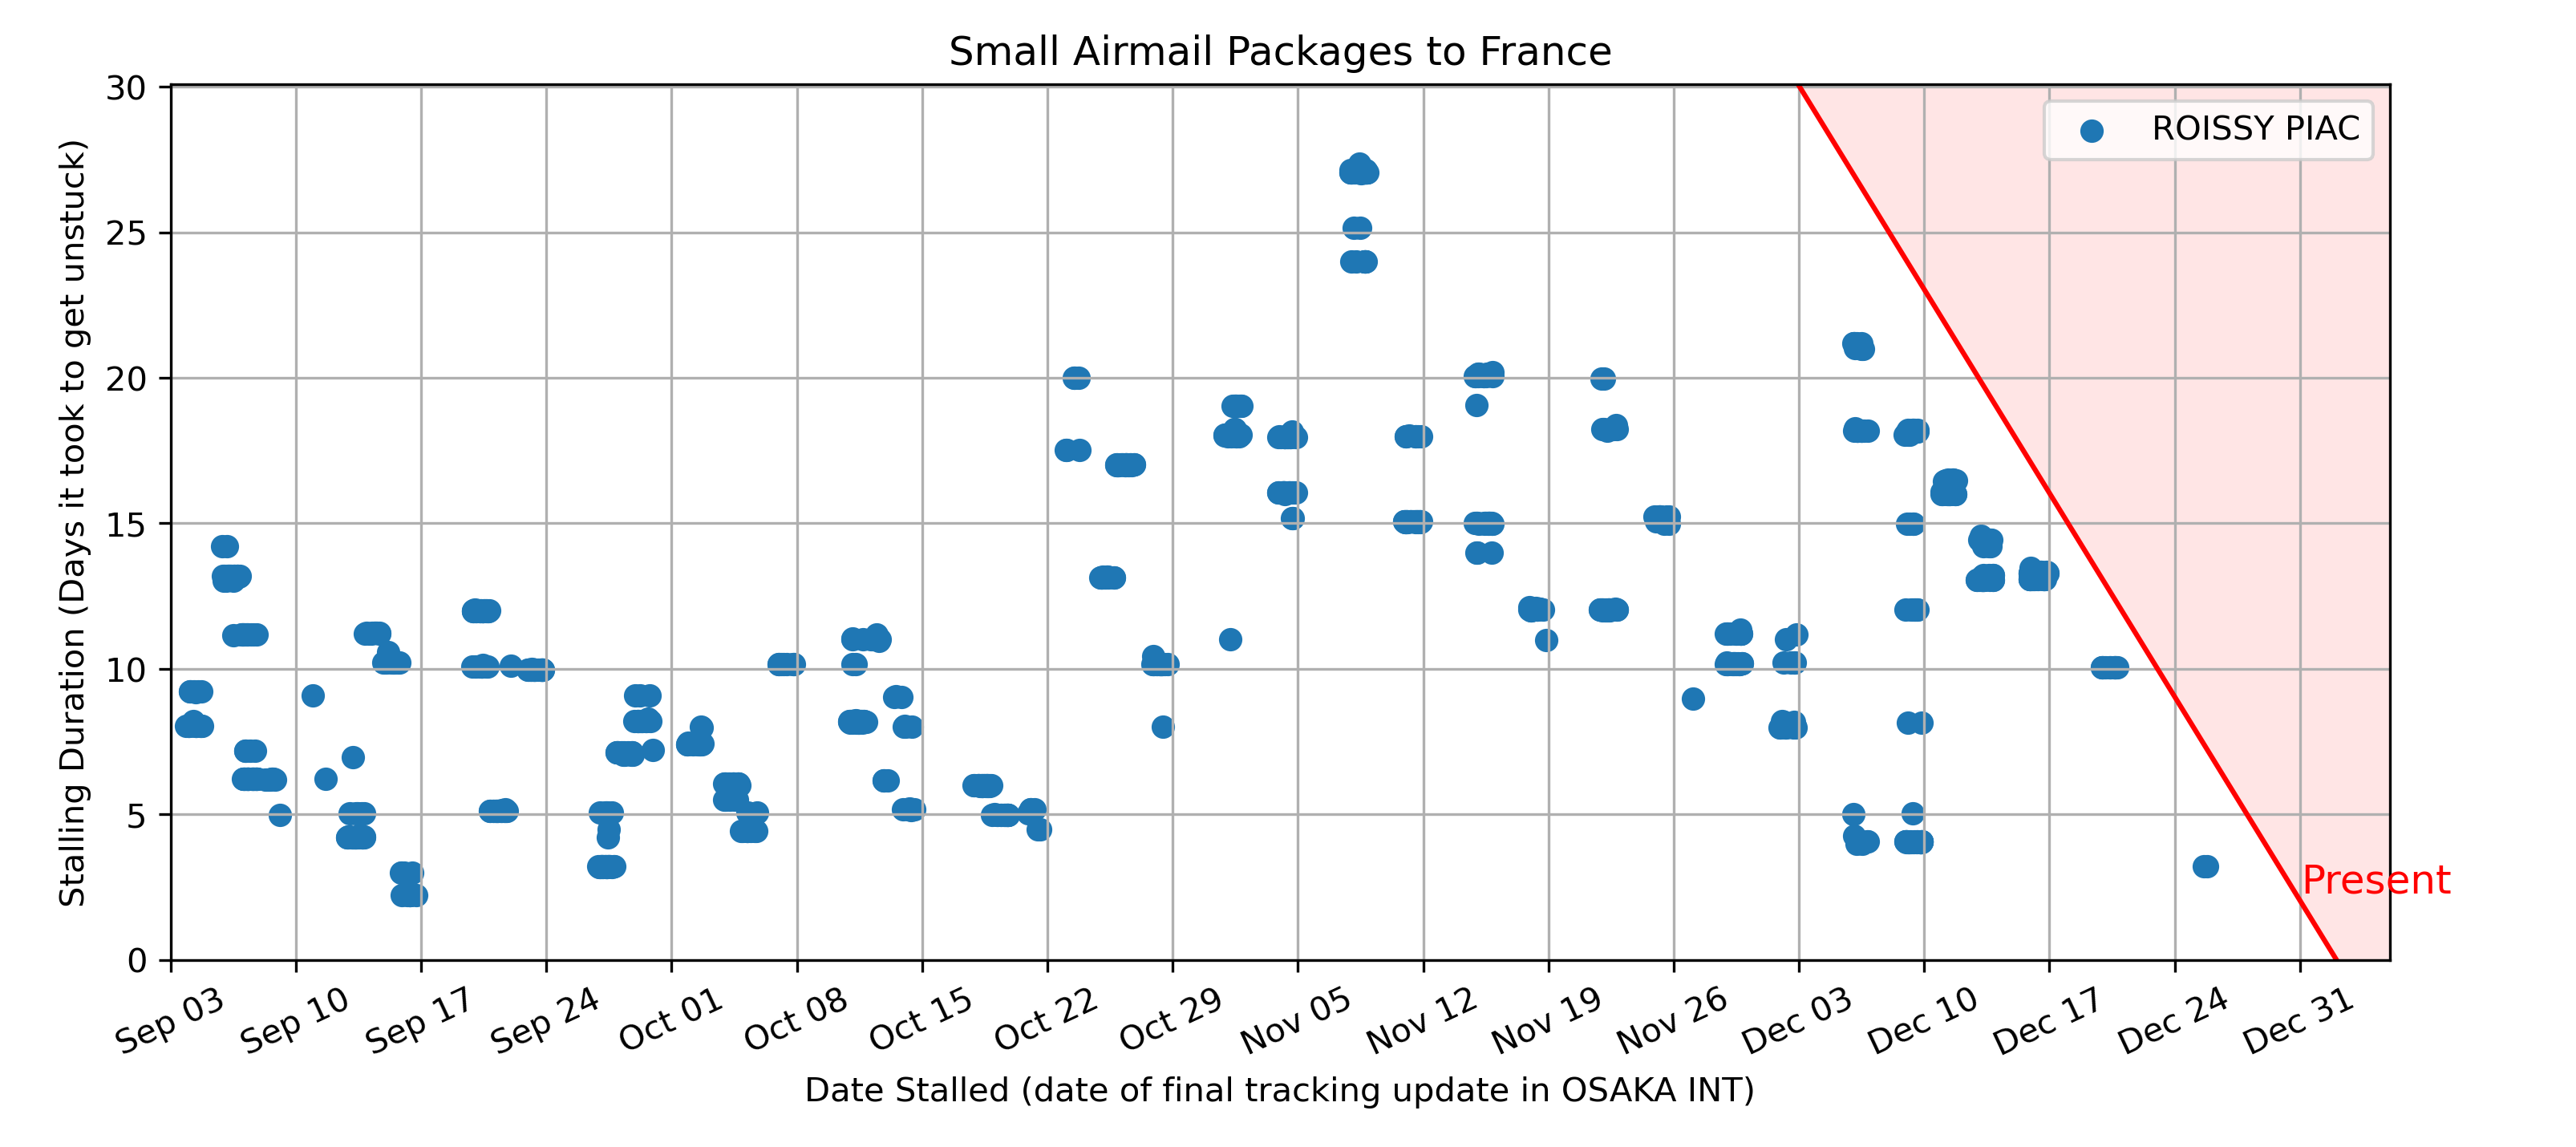 Small Airmail Packages to France
Stalling Duration (Days it took to get unstuck)
30
25
20
15
10
5
0
ROISSY PIAC
Present
Sep 03
Sep 10
Sep 17
Sep 24
Oct 01
Oct 08
Oct 15
Oct 22
Oct 29
Nov 05
Nov 12
Nov 19
Nov 26
Dec 03
Dec 10
Dec 17
Dec 24
Dec 31
Date Stalled (date of final tracking update in OSAKA INT)